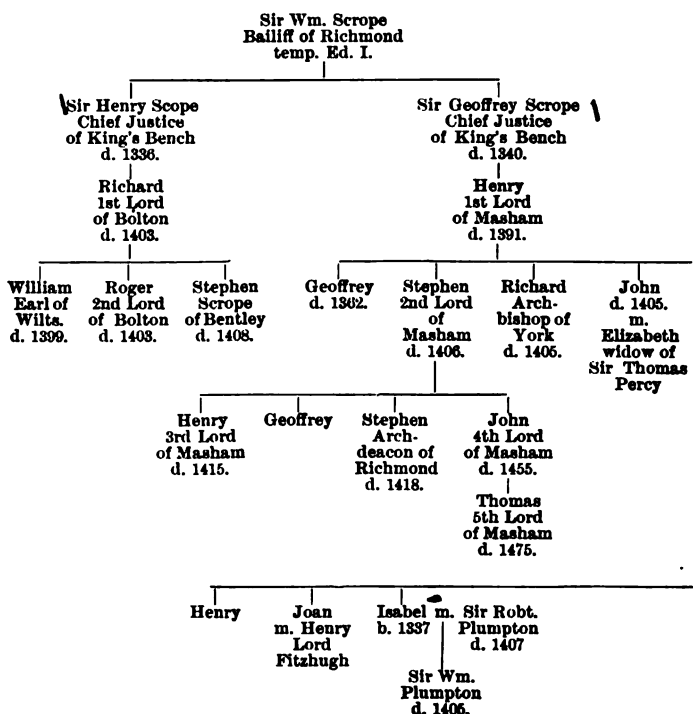 Sir Wm. Scrope
Bailiff of Richmond
temp. Ed. I.
Sir Henry Scope
Chief Justice
of King's Bench
d. 1336.
Sir Geoffrey Scrope
Chief Justice
of King's Bench
d. 1340.
Richard
1st Lord
of Bolton
d. 1403.
Henry
1st Lord
of Masham
d. 1391.
William
Earl of
Wilts.
d. 1399.
Roger
2nd Lord
of Bolton
d. 1403.
Stephen
Scrope
of Bentley
d. 1408.
Geoffrey
d. 1362.
Stephen
2nd Lord
of
Masham
d. 1406.
Richard
Arch-
bishop of
York
d. 1405.
John
d. 1405.
m.
Elizabeth
widow of
Sir Thomas
Percy
Henry
3rd Lord
of Masham
d. 1415.
Geoffrey
Stephen
Arch-
deacon of
Richmond
d. 1418.
John
4th Lord
of Masham
d. 1455.
Thomas
5th Lord
of Masham
d. 1475.
Henry
Joan
m. Henry
Lord
Fitzhugh
Isabel m. Sir Robt.
b. 1337 Plumpton
d. 1407
Sir Wm.
Plumpton
d. 1405.